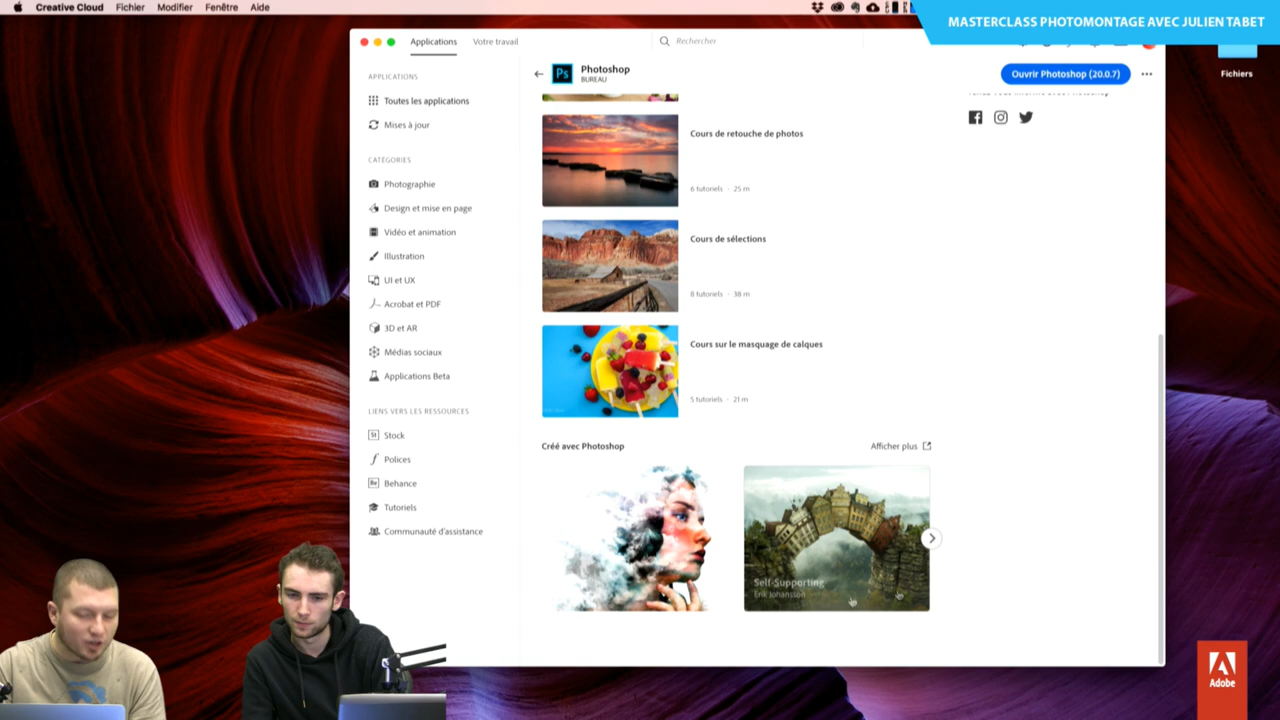 Creative Cloud Fichier Modifier Fenêtre Aide
MASTERCLASS PHOTOMONTAGE AVEC JULIEN TABET
Applications Votre travail
Rechercher
Fichiers
APPLICATIONS
Toutes les applications
Mises à jour
CATÉGORIES
Photographie
Design et mise en page
Vidéo et animation
Illustration
UI et UX
Acrobat et PDF
3D et AR
Médias sociaux
Applications Beta
LIENS VERS LES RESSOURCES
St Stock
Polices
Be Behance
Tutoriels
Communauté d'assistance
Ps Photoshop
BUREAU
Ouvrir Photoshop (20.0.7)
Cours de retouche de photos
6 tutoriels · 25 m
Cours de sélections
8 tutoriels · 38 m
Cours sur le masquage de calques
5 tutoriels · 21 m
Créé avec Photoshop
Afficher plus
Self-Supporting
Erik Johansson
Adobe